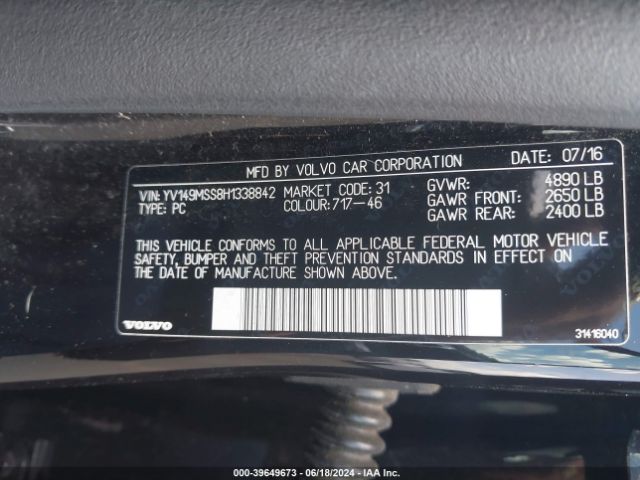 MFD BY VOLVO CAR CORPORATION DATE: 07/16
VIN: YV149MSS8H1338842 MARKET CODE: 31 GVWR: 4890 LB
TYPE: PC COLOUR: 717-46 GAWR FRONT: 2650 LB
GAWR REAR: 2400 LB
THIS VEHICLE CONFORMS TO ALL APPLICABLE FEDERAL MOTOR VEHICLE
SAFETY, BUMPER AND THEFT PREVENTION STANDARDS IN EFFECT ON
THE DATE OF MANUFACTURE SHOWN ABOVE.
VOLVO 31416040
000-39649673 - 06/18/2024 - IAA Inc.